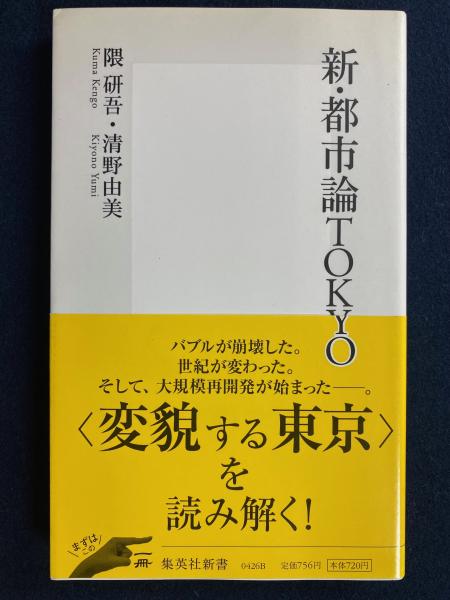 新・都市論TOKYO
隈 研吾・清野由美
Kuma Kengo
Kiyono Yumi
バブルが崩壊した。
世紀が変わった。
そして、大規模再開発が始まった――。
〈変貌する東京〉
を
読み解く!
まずは
この
一冊
集英社新書
0426B
定価756円
本体720円